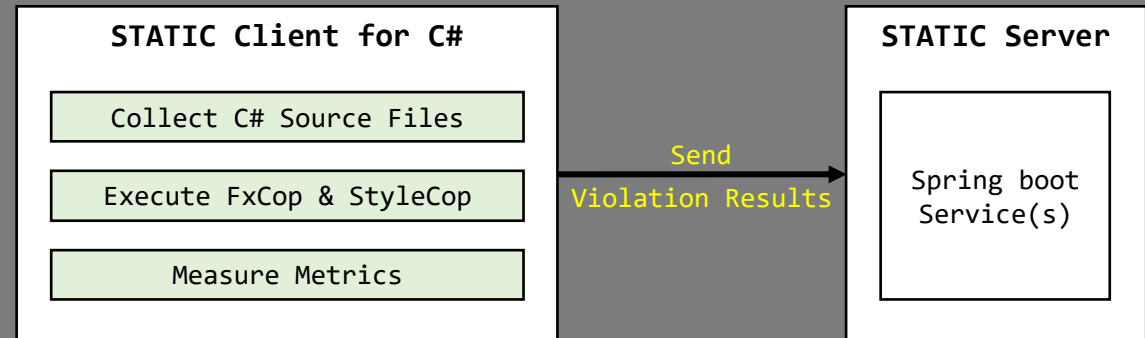 STATIC Client for C#
Collect C# Source Files
Execute FxCop & StyleCop
Measure Metrics
Send
Violation Results
STATIC Server
Spring boot
Service(s)